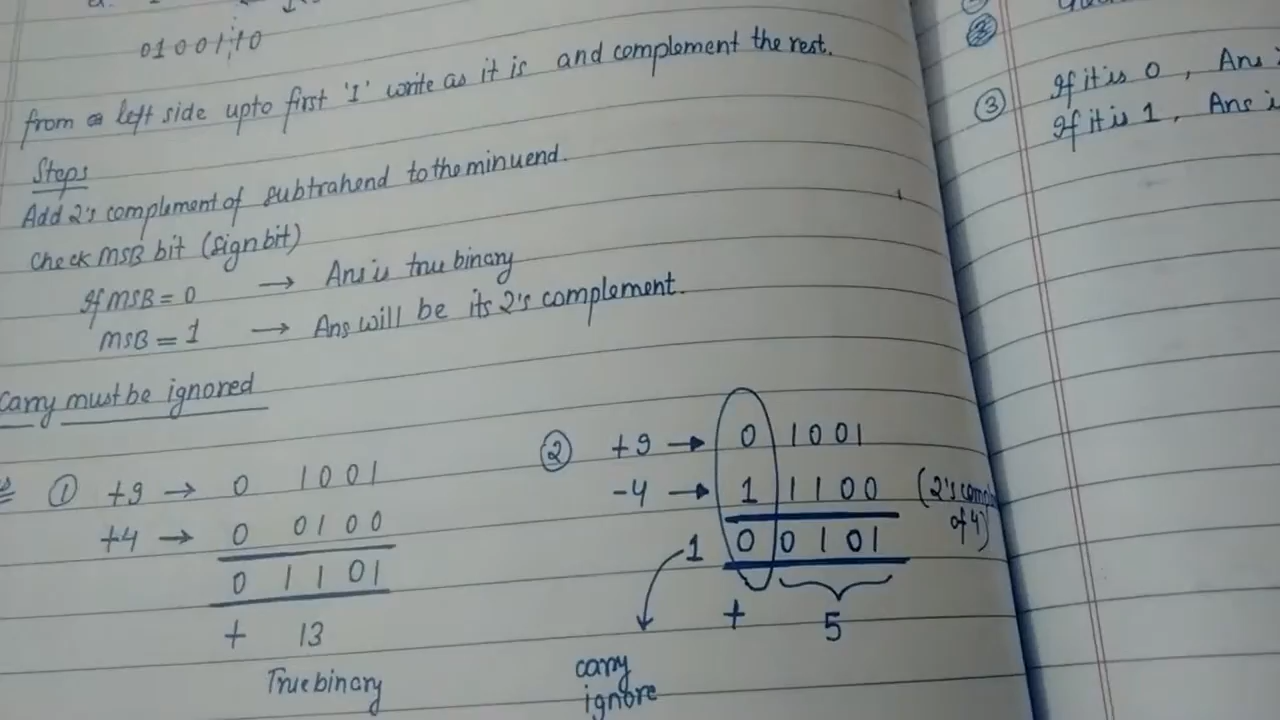 01001;10
from a left side upto first '1' write as it is and complement the rest.
Steps
Add 2's complement of subtrahend to the minuend.
Check MSB bit (sign bit)
If MSB = 0 → Ans is true binary
MSB = 1 → Ans will be its 2's complement.
Carry must be ignored
① +9 → 0 1001
+4 → 0 0100
0 1101
+ 13
True binary
② +9 → 0 1001
-4 → 1 1100 (2's comp
of 4)
1 0 0101
+ 5
carry
ignore
③ If it is 0, Ans
If it is 1, Ans i